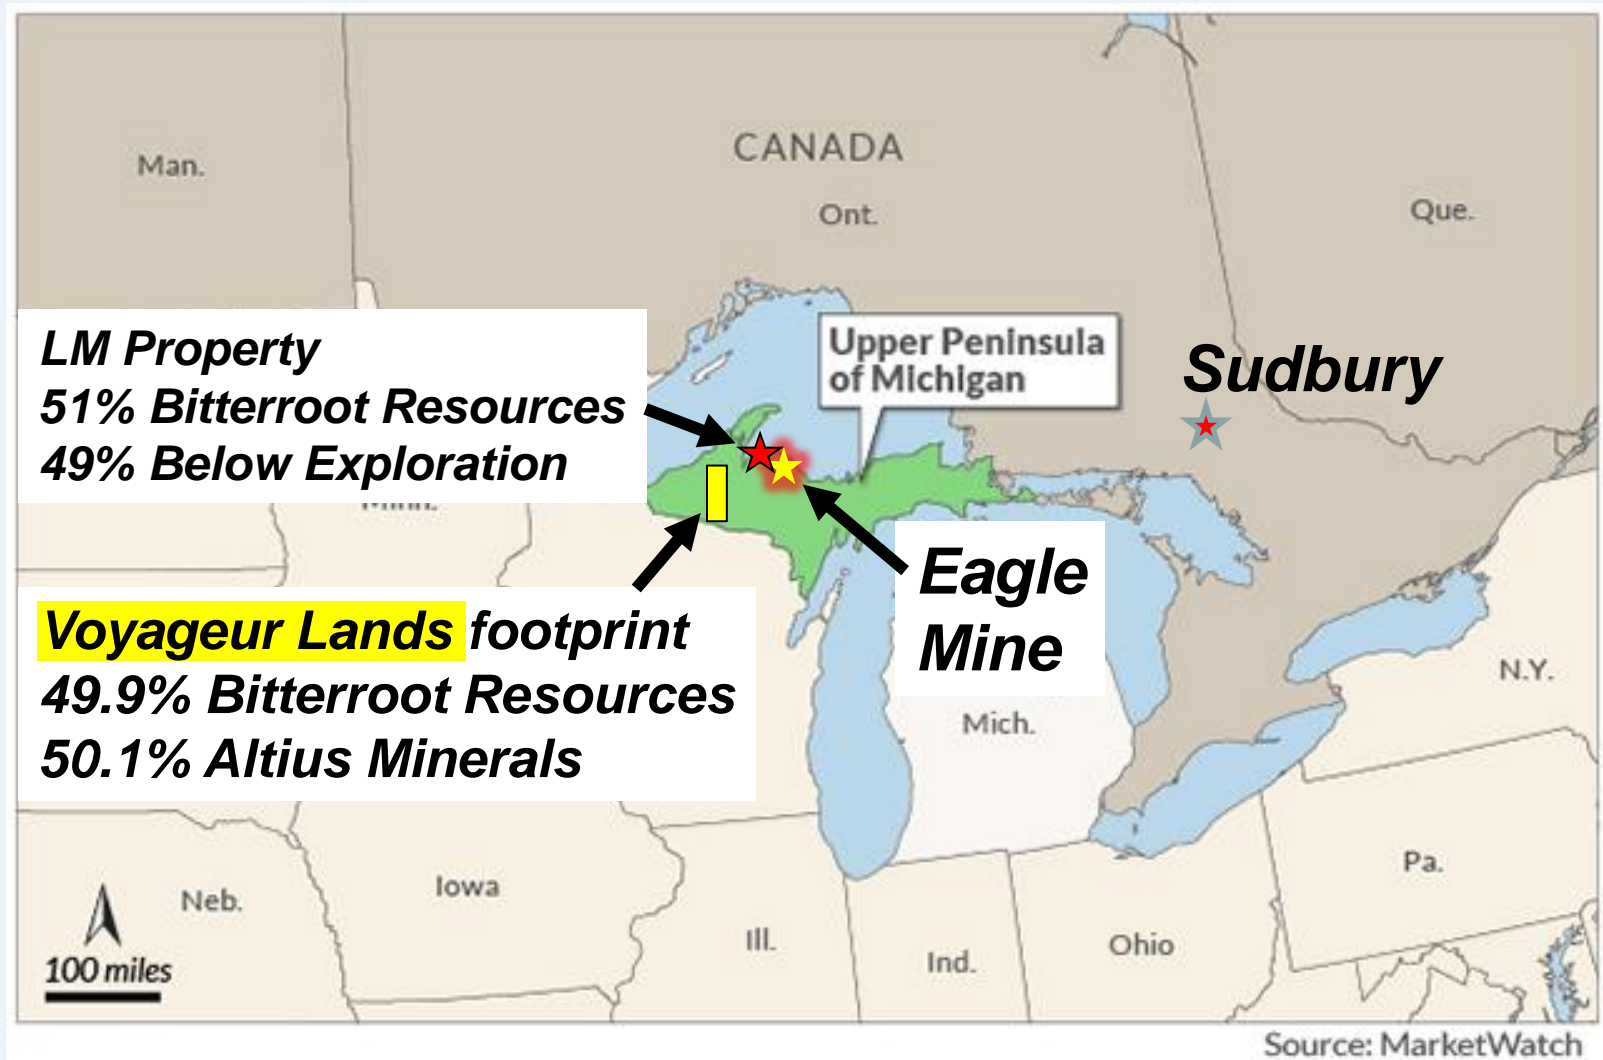 CANADA
Man.
Ont.
Que.
LM Property
51% Bitterroot Resources
49% Below Exploration
Upper Peninsula
of Michigan
Sudbury
Eagle
Mine
Voyageur Lands footprint
49.9% Bitterroot Resources
50.1% Altius Minerals
N.Y.
Mich.
Pa.
Iowa
Neb.
Ill.
Ind.
Ohio
100 miles
Source: MarketWatch